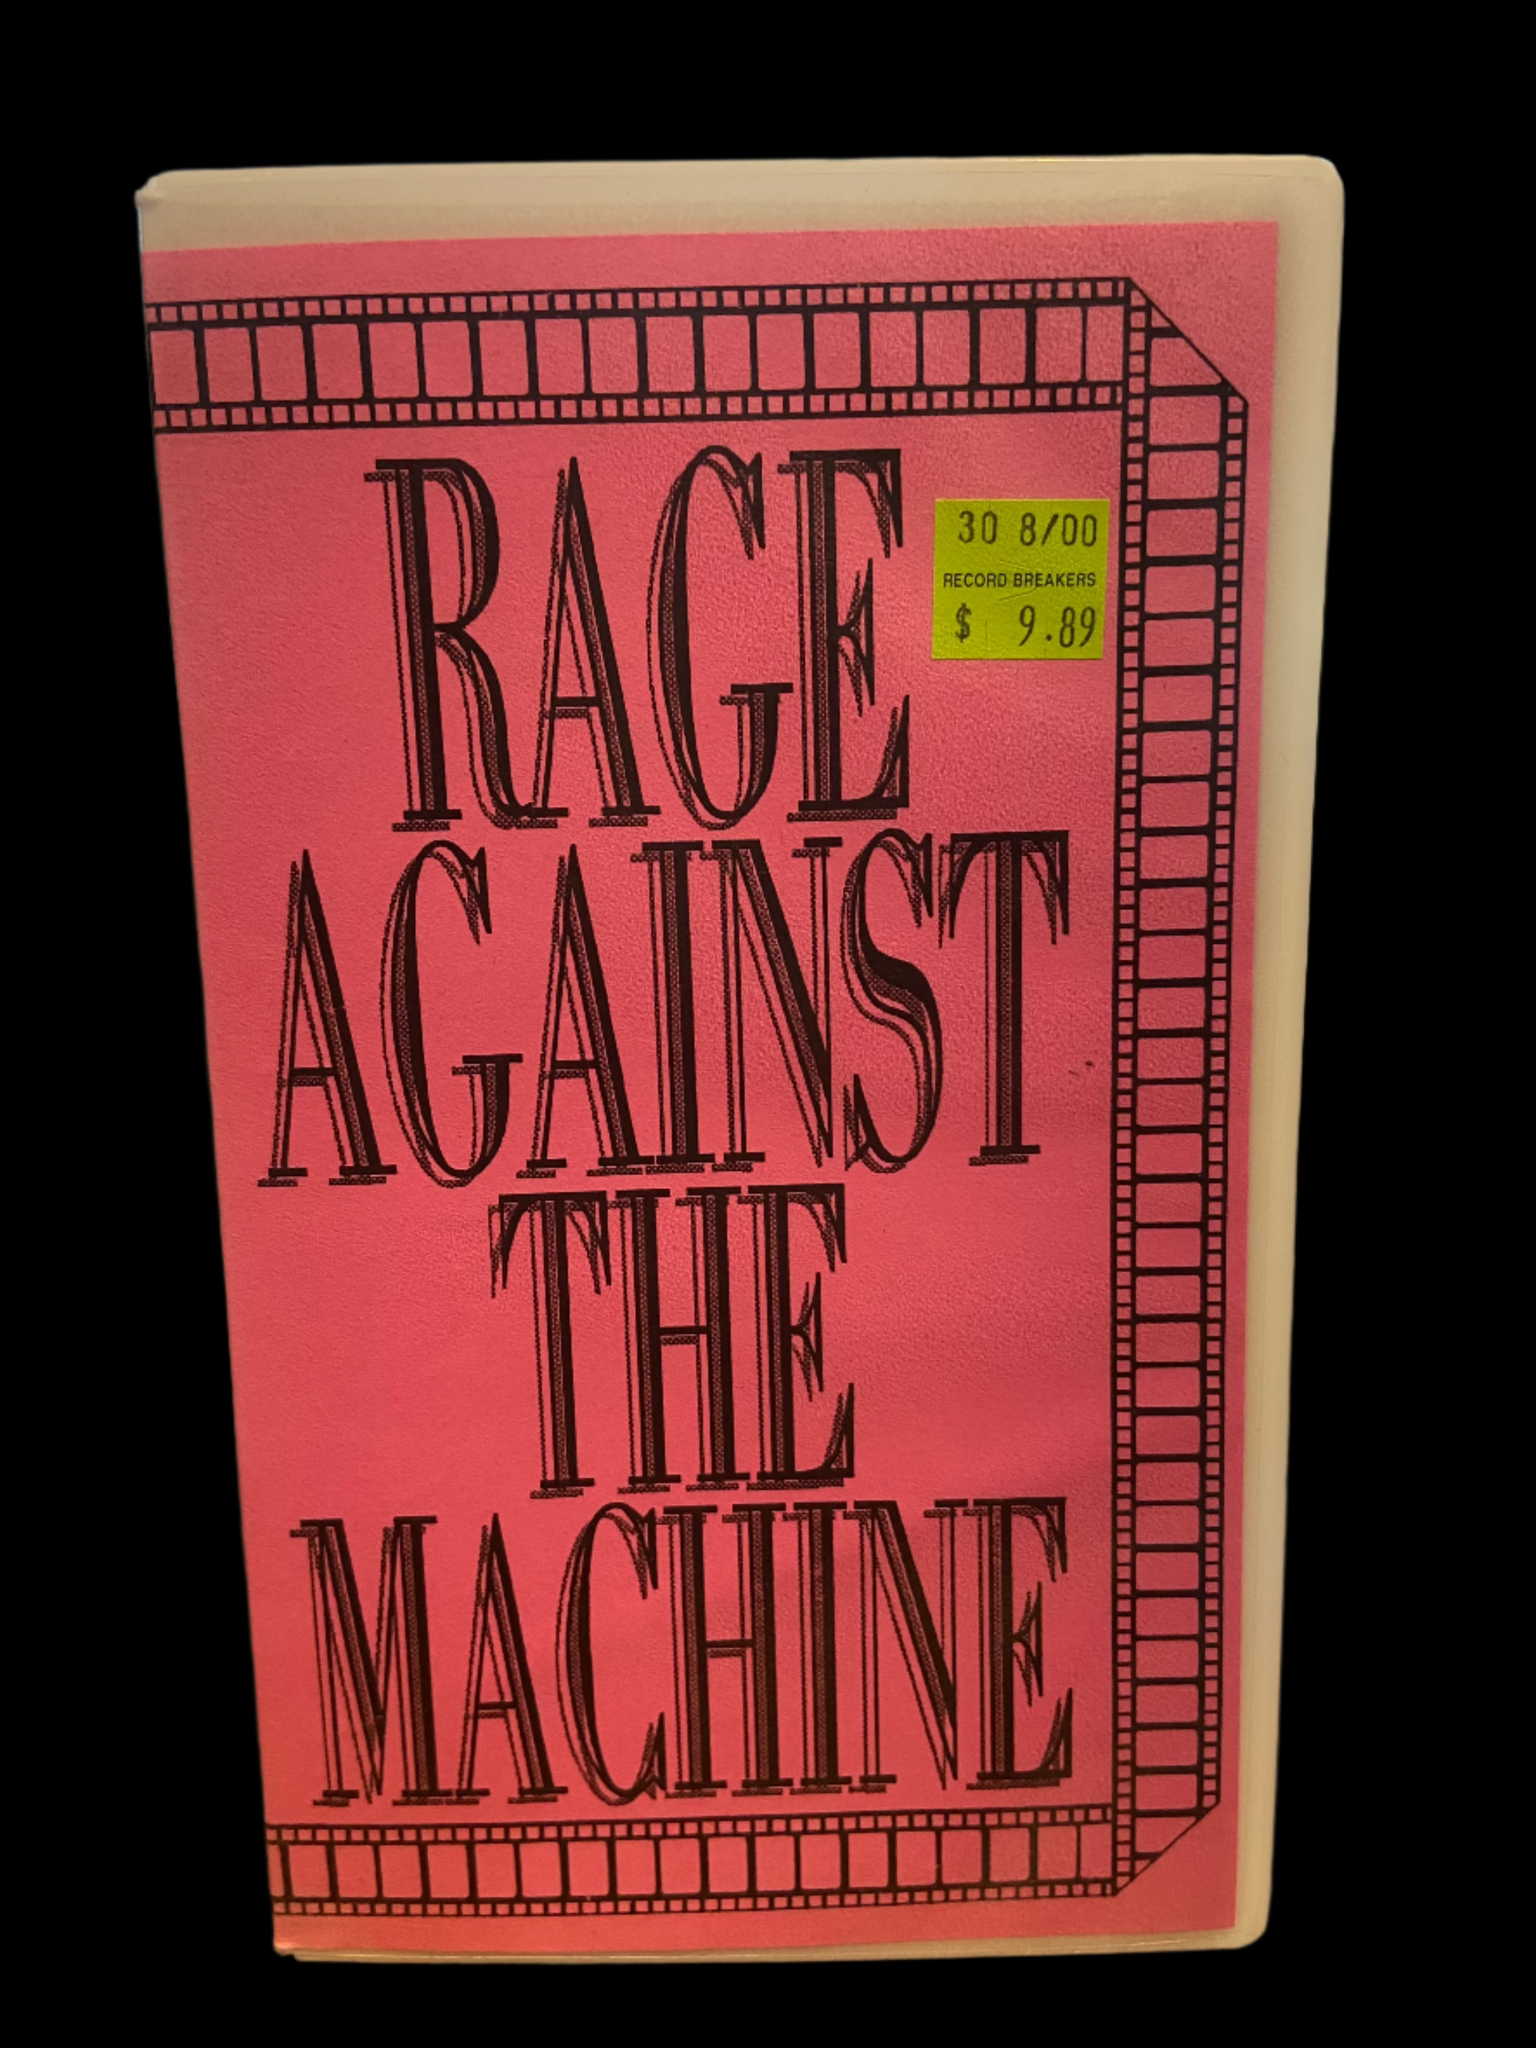 RAGE
30 8/00
RECORD BREAKERS
$ 9.89
AGAINST
THE
MACHINE